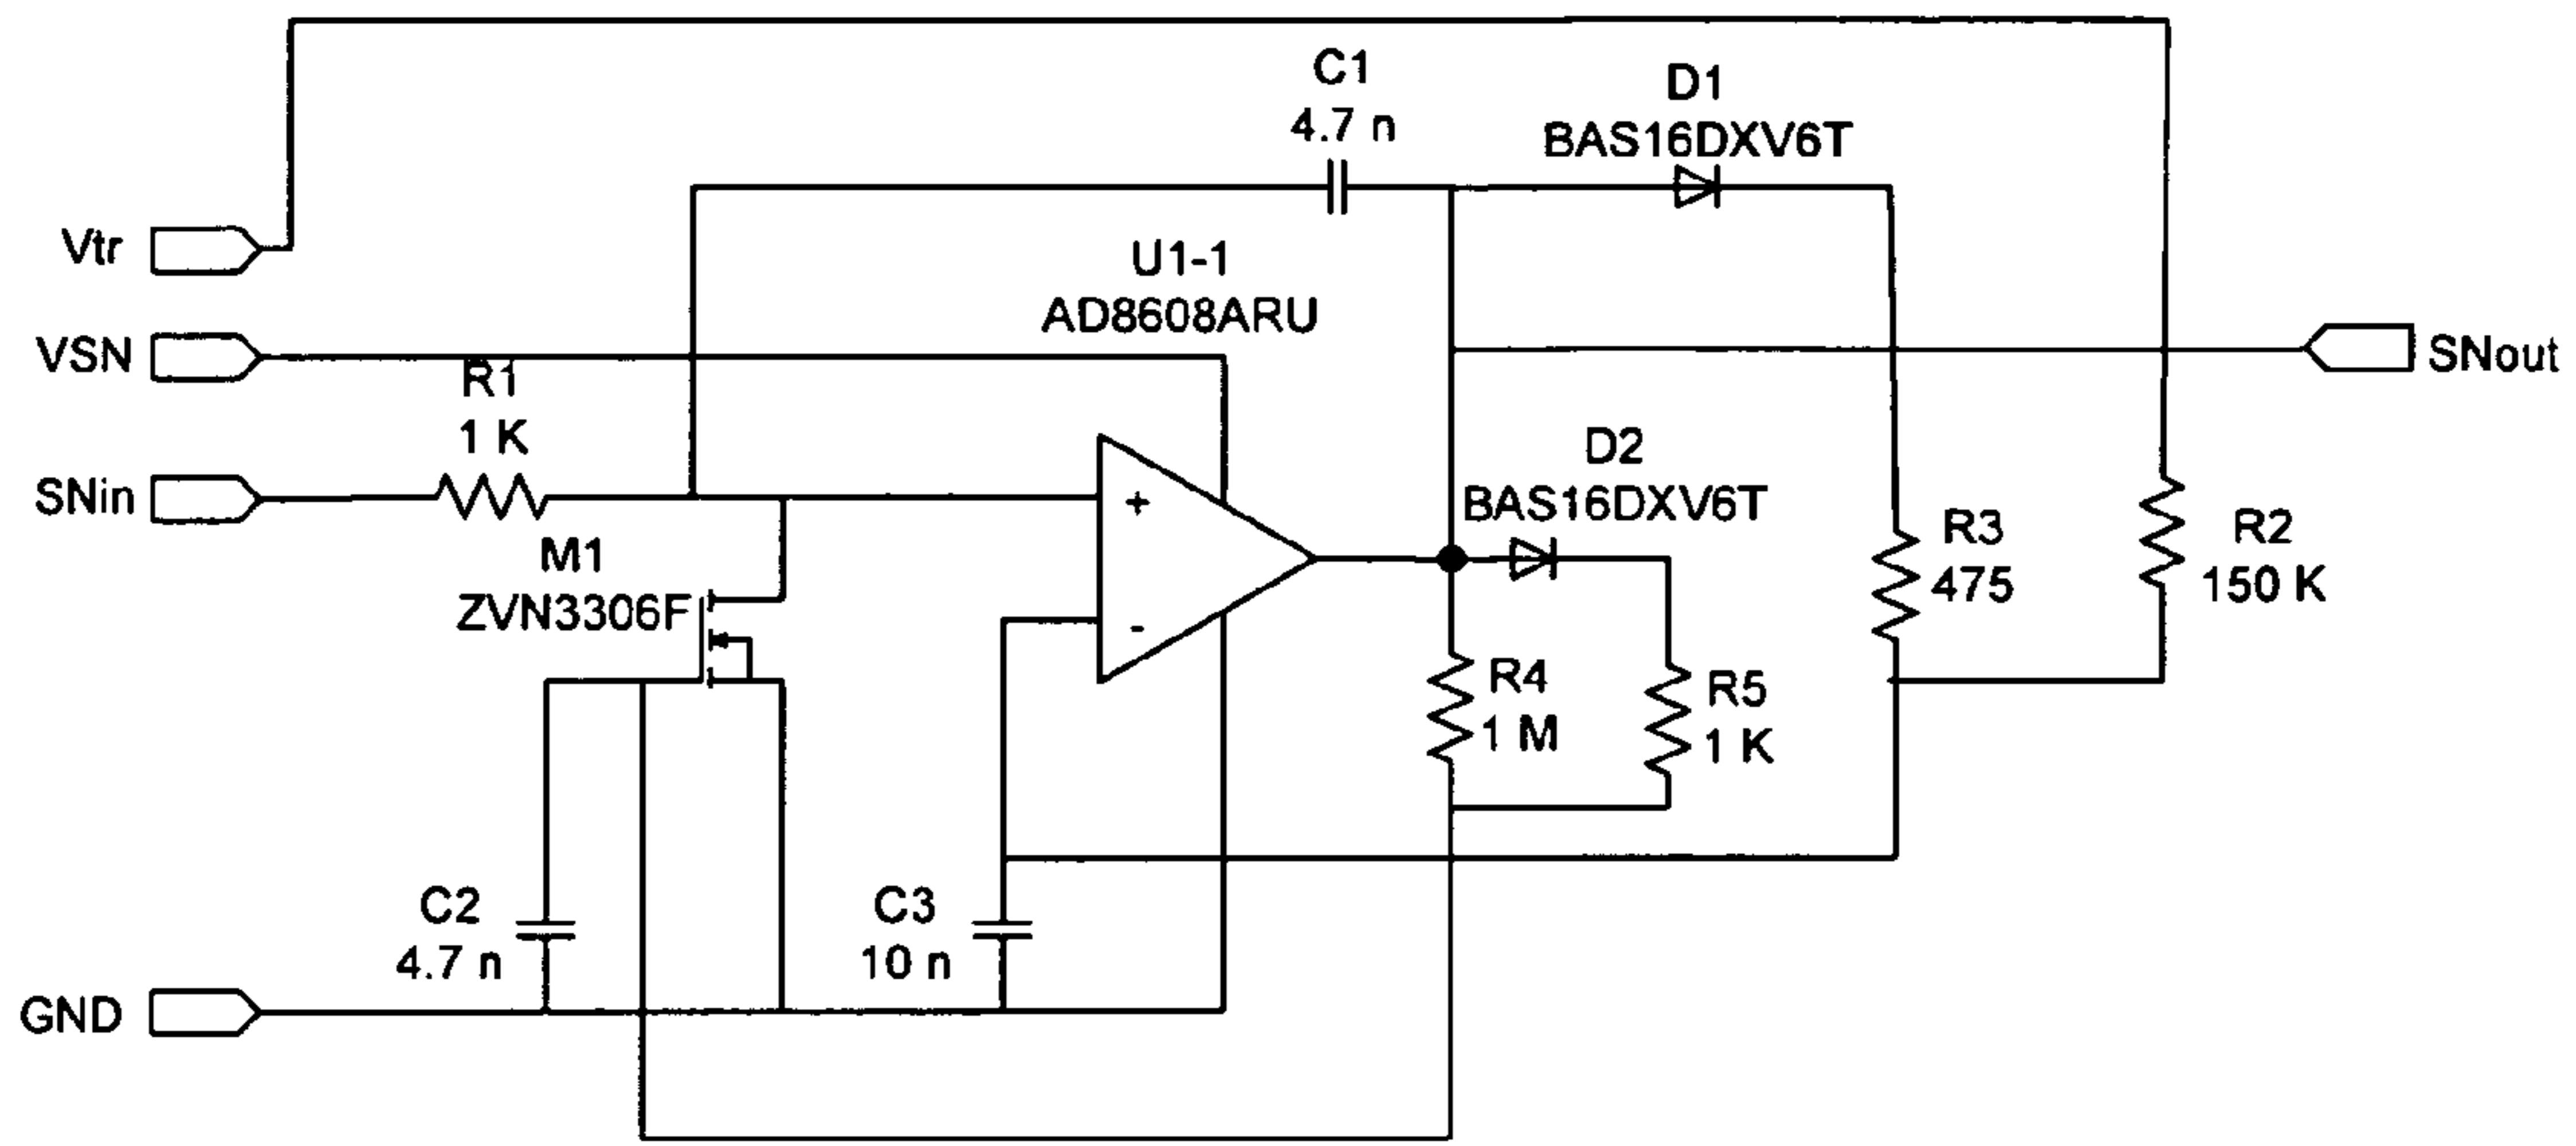 C1
4.7 n
D1
BAS16DXV6T
Vtr
U1-1
AD8608ARU
VSN
SNout
R1
1 K
SNin
+
-
D2
BAS16DXV6T
M1
ZVN3306F
R3
475
R2
150 K
R4
1 M
R5
1 K
C2
4.7 n
C3
10 n
GND